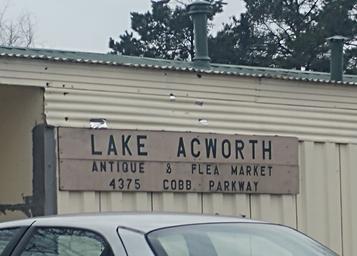 LAKE ACWORTH
ANTIQUE & FLEA MARKET
4375 COBB PARKWAY